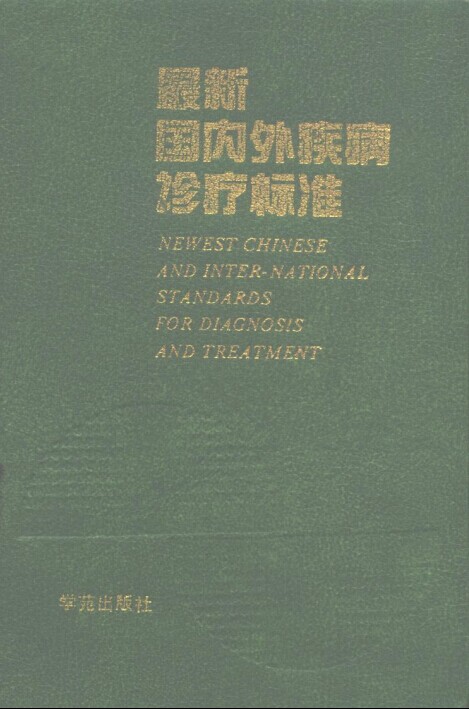 最新
国内外疾病
诊疗标准
NEWEST CHINESE
AND INTER-NATIONAL
STANDARDS
FOR DIAGNOSIS
AND TREATMENT
学苑出版社